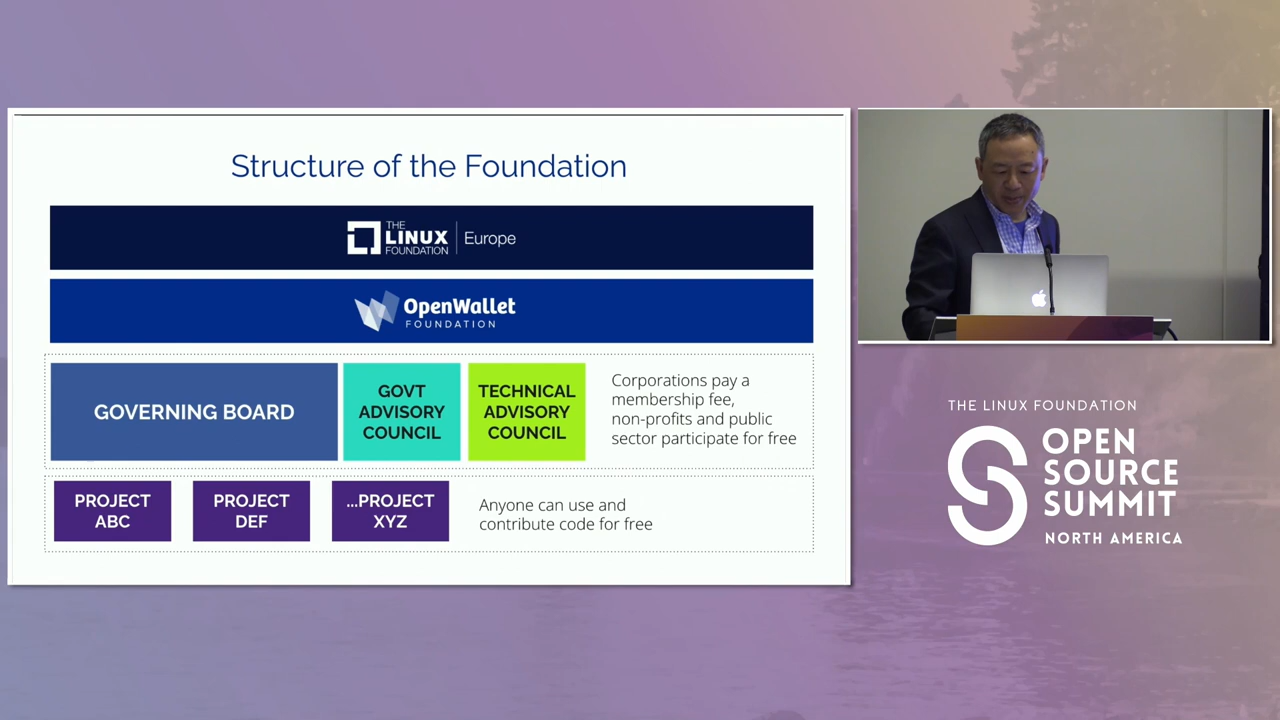 Structure of the Foundation
THE
LINUX
FOUNDATION
Europe
OpenWallet
FOUNDATION
GOVERNING BOARD
GOVT
ADVISORY
COUNCIL
TECHNICAL
ADVISORY
COUNCIL
Corporations pay a
membership fee,
non-profits and public
sector participate for free
PROJECT
ABC
PROJECT
DEF
...PROJECT
XYZ
Anyone can use and
contribute code for free
THE LINUX FOUNDATION
OPEN
SOURCE
SUMMIT
NORTH AMERICA